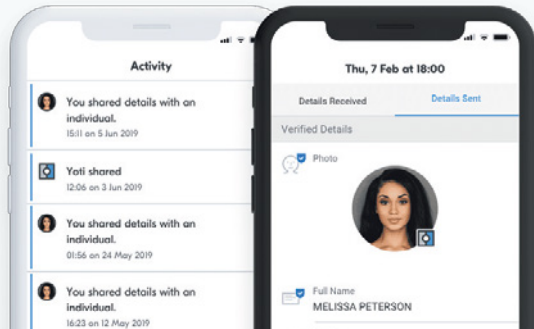 Activity
You shared details with an
individual.
15:11 on 5 Jun 2019
Yoti shared
12:06 on 3 Jun 2019
You shared details with an
individual.
01:56 on 24 May 2019
You shared details with an
individual.
16:23 on 12 May 2019
Thu, 7 Feb at 18:00
Details Received
Details Sent
Verified Details
Photo
Full Name
MELISSA PETERSON